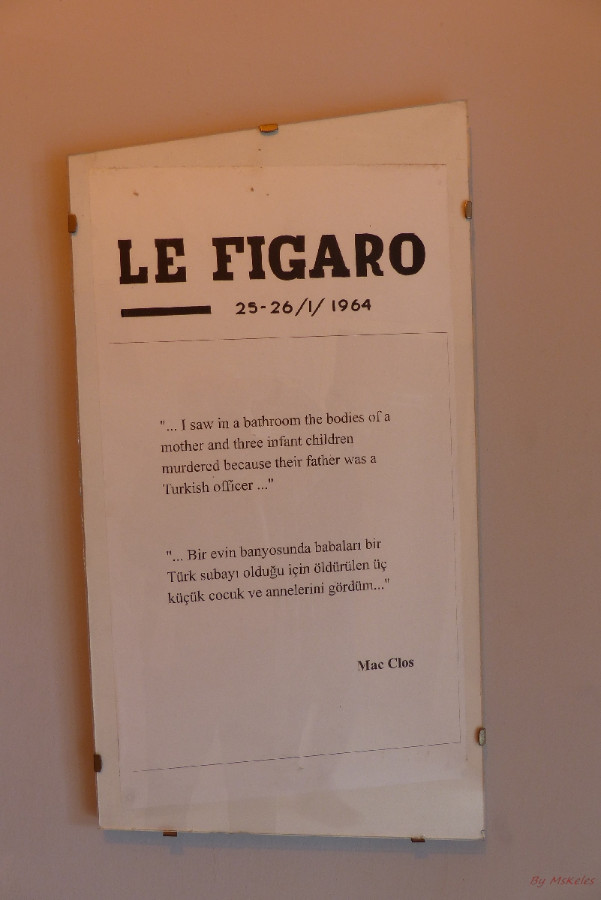 LE FIGARO
25-26/1/1964
"... I saw in a bathroom the bodies of a
mother and three infant children
murdered because their father was a
Turkish officer ..."
"... Bir evin banyosunda babaları bir
Türk subayı olduğu için öldürülen üç
küçük cocuk ve annelerini gördüm..."
Mac Clos
By MsKeles